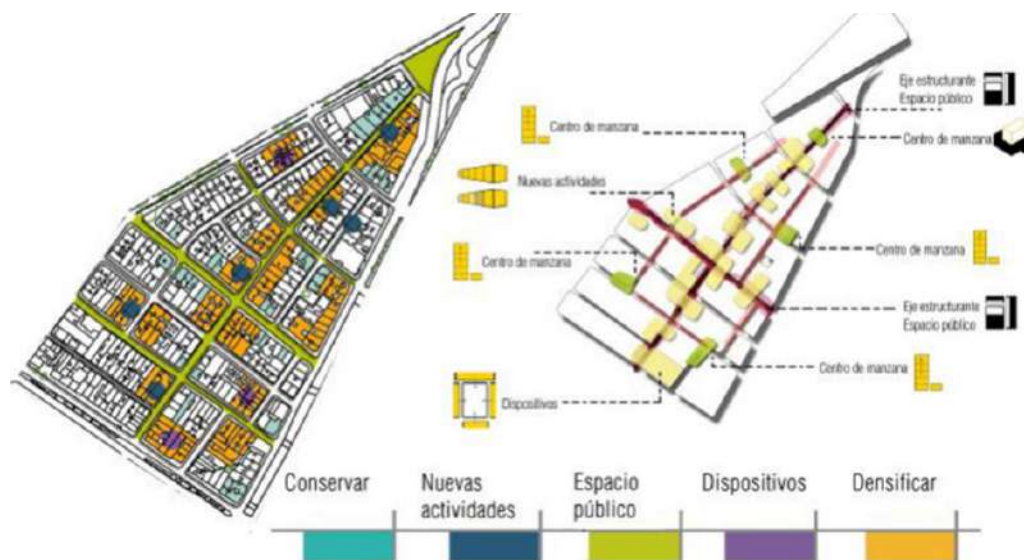 Eje estructurante
Espacio público
Centro de manzana
Centro de manzana
Nuevas actividades
Centro de manzana
Centro de manzana
Eje estructurante
Espacio público
Centro de manzana
Dispositivos
Conservar
Nuevas
actividades
Espacio
público
Dispositivos
Densificar